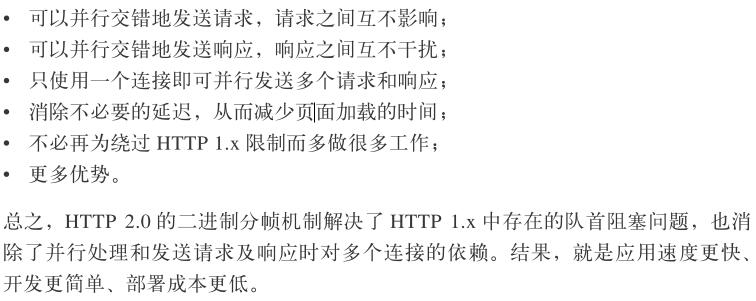 • 可以并行交错地发送请求，请求之间互不影响；
• 可以并行交错地发送响应，响应之间互不干扰；
• 只使用一个连接即可并行发送多个请求和响应；
• 消除不必要的延迟，从而减少页面加载的时间；
• 不必再为绕过 HTTP 1.x 限制而多做很多工作；
• 更多优势。
总之，HTTP 2.0 的二进制分帧机制解决了 HTTP 1.x 中存在的队首阻塞问题，也消
除了并行处理和发送请求及响应时对多个连接的依赖。结果，就是应用速度更快、
开发更简单、部署成本更低。